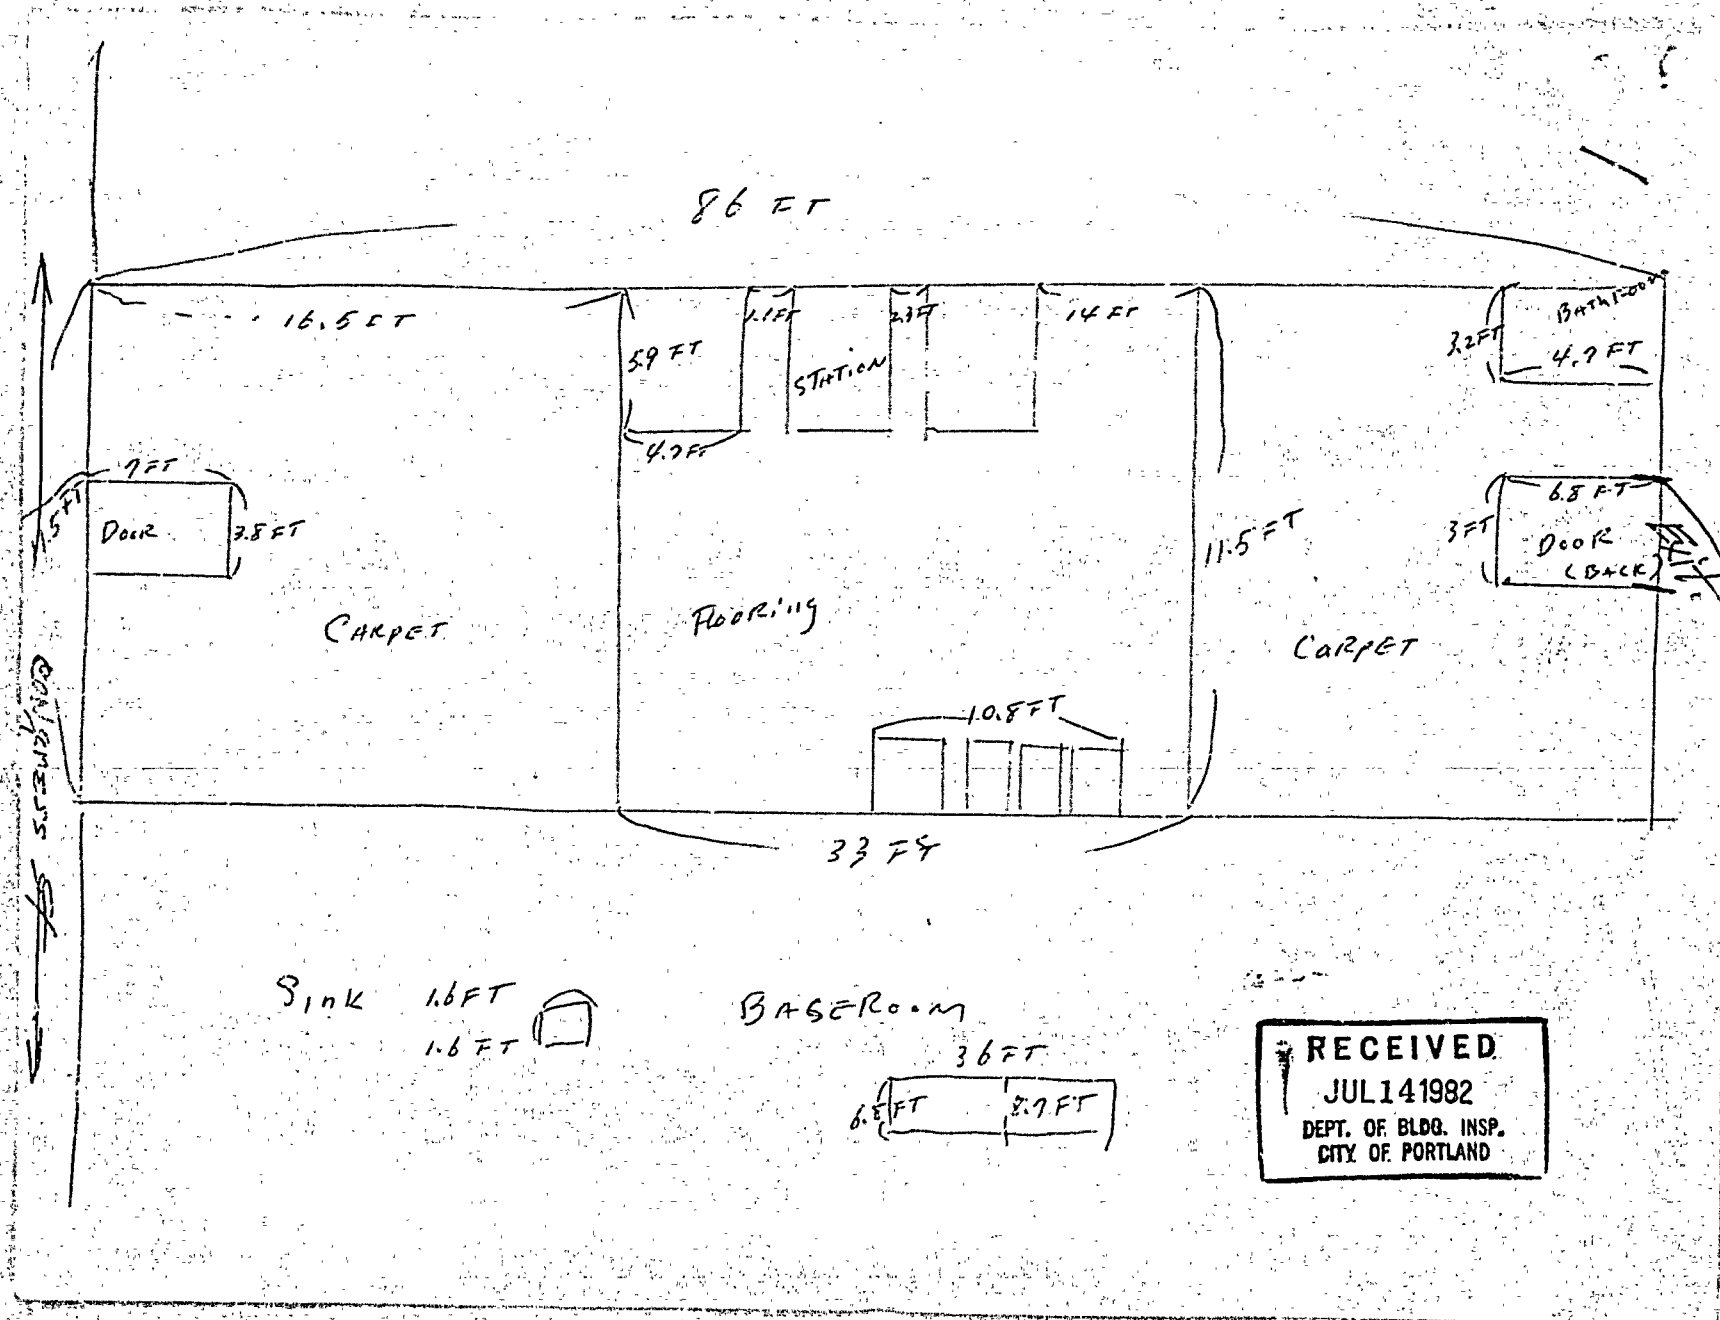 86 FT
16.5 FT
1.1 FT
2.3 FT
14 FT
BATHROOM
5.9 FT
STATION
3.2 FT
4.7 FT
4.7 FT
7 FT
.5 FT
DOOR
3.8 FT
11.5 FT
6.8 FT
3 FT
DOOR
(BACK)
CARPET
FLOORING
CARPET
CONGRESS ST
10.8 FT
33 FT
Sink 1.6 FT
1.6 FT
BASEROOM
36 FT
6.8 FT
8.7 FT
RECEIVED
JUL 14 1982
DEPT. OF BLDG. INSP.
CITY OF PORTLAND